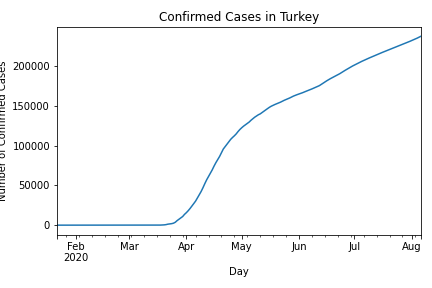 Confirmed Cases in Turkey
Number of Confirmed Cases
200000
150000
100000
50000
0
Feb
2020
Mar
Apr
May
Jun
Jul
Aug
Day